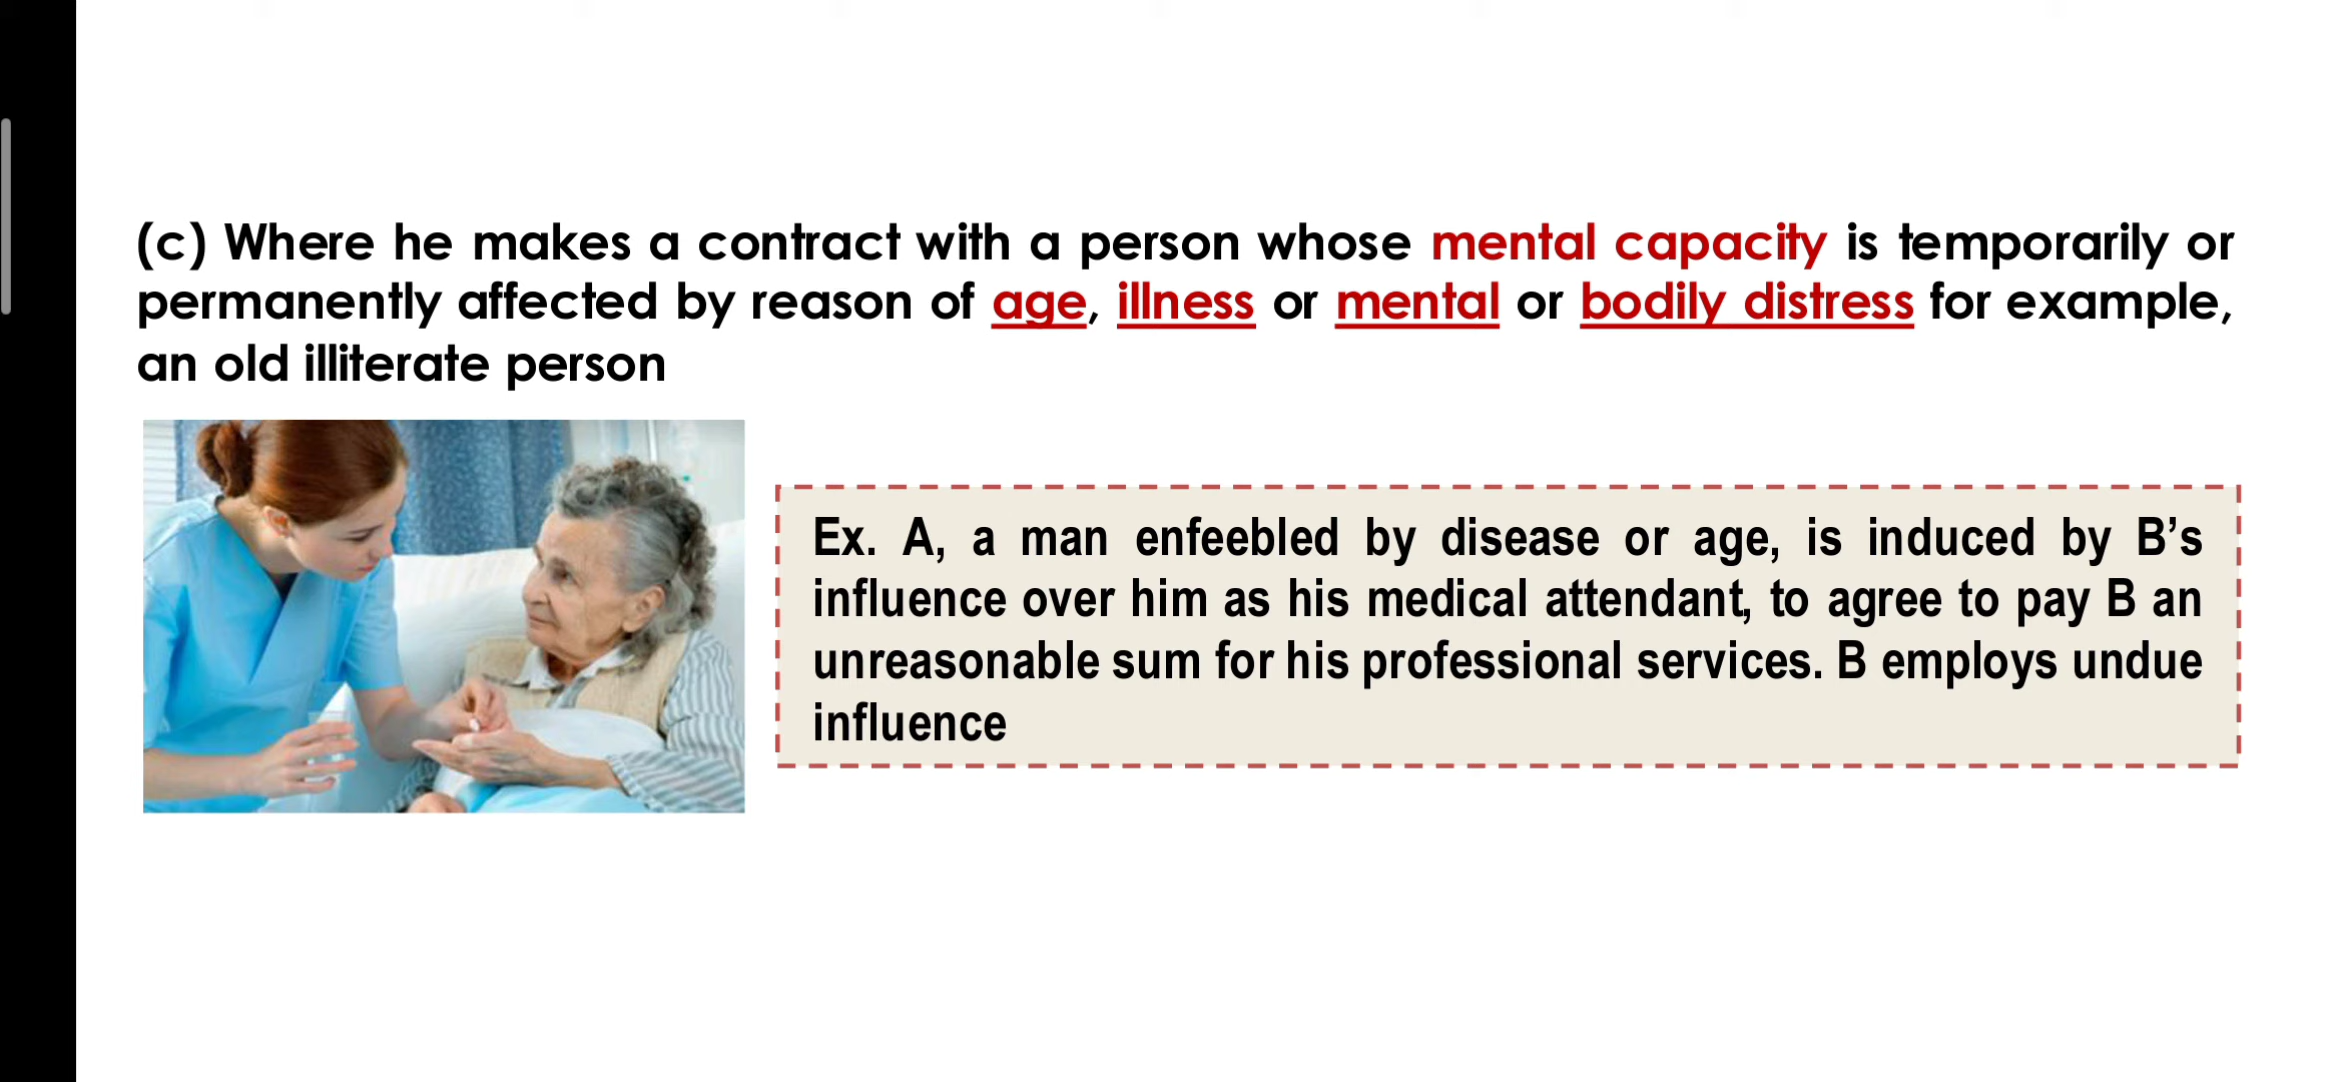 (c) Where he makes a contract with a person whose mental capacity is temporarily or
permanently affected by reason of age, illness or mental or bodily distress for example,
an old illiterate person
Ex. A, a man enfeebled by disease or age, is induced by B’s
influence over him as his medical attendant, to agree to pay B an
unreasonable sum for his professional services. B employs undue
influence